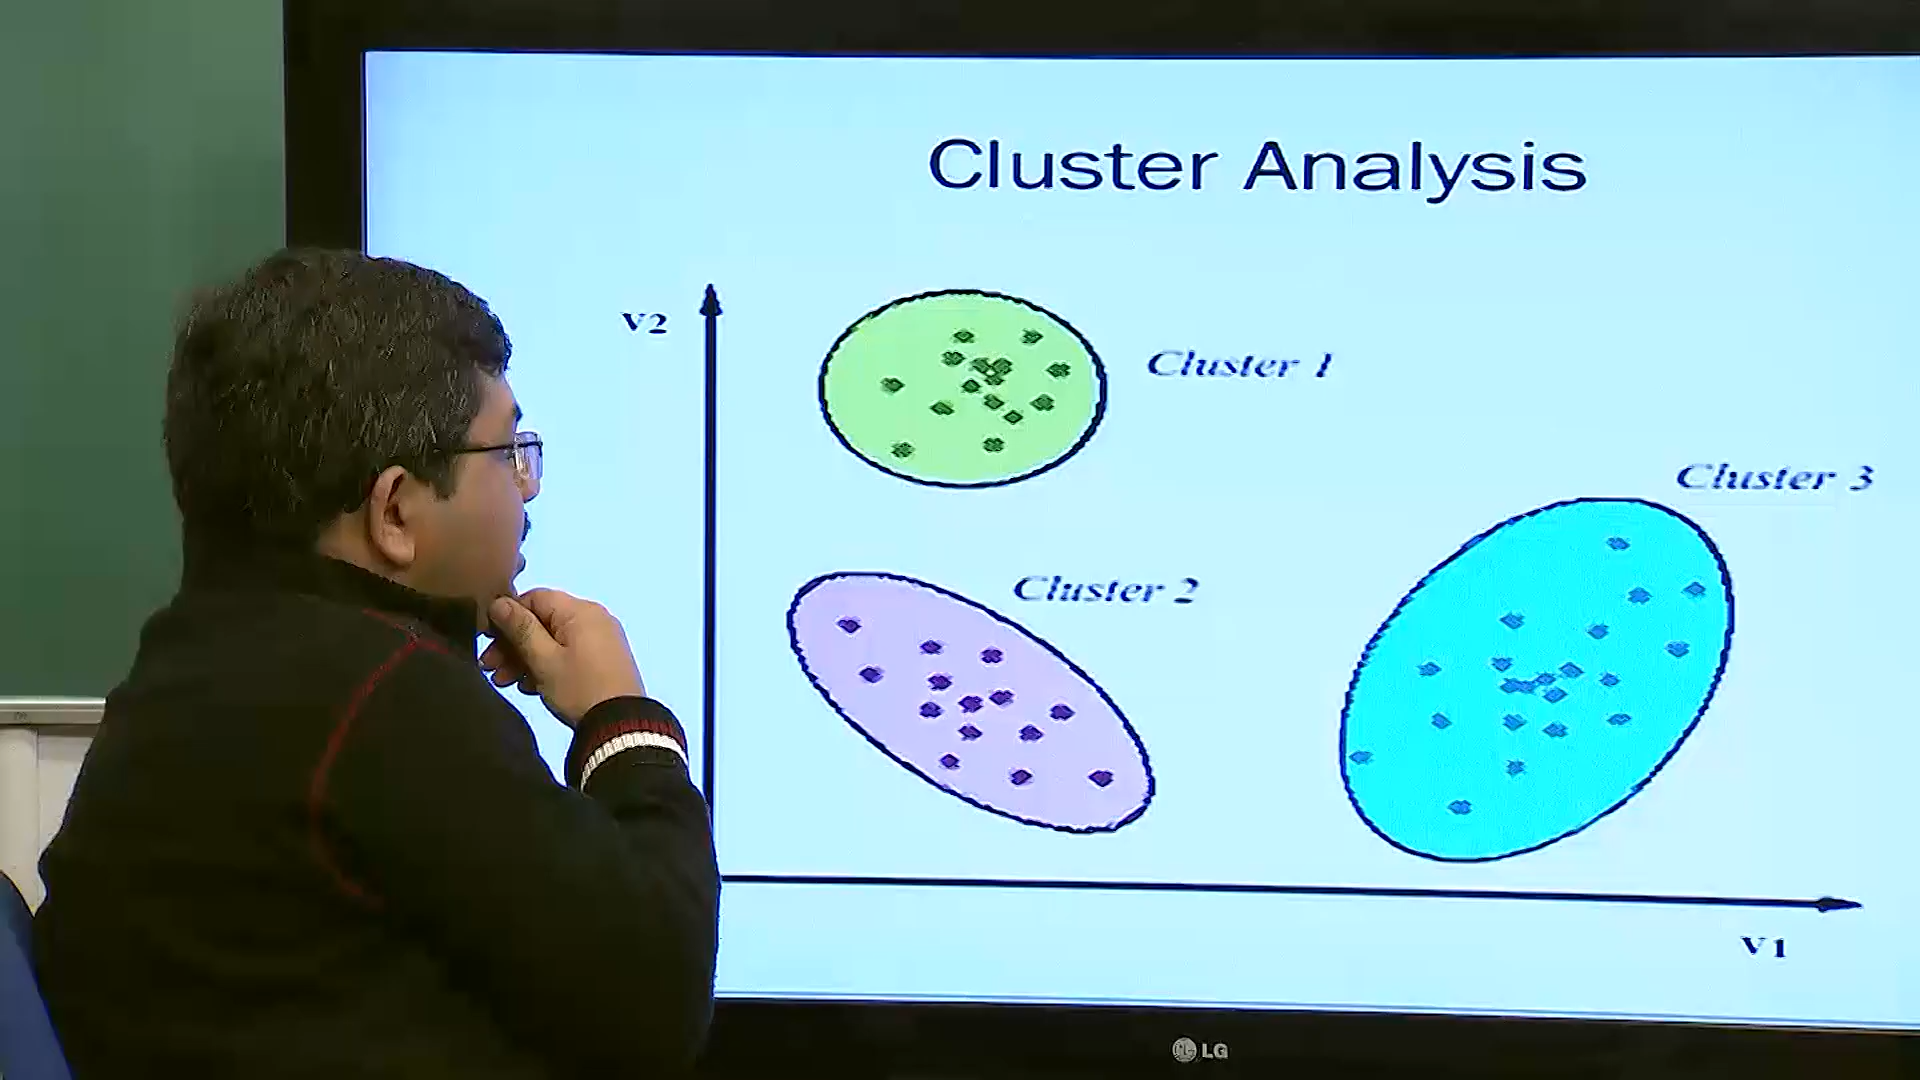 Cluster Analysis
V2
Cluster 1
Cluster 3
Cluster 2
V1
LG